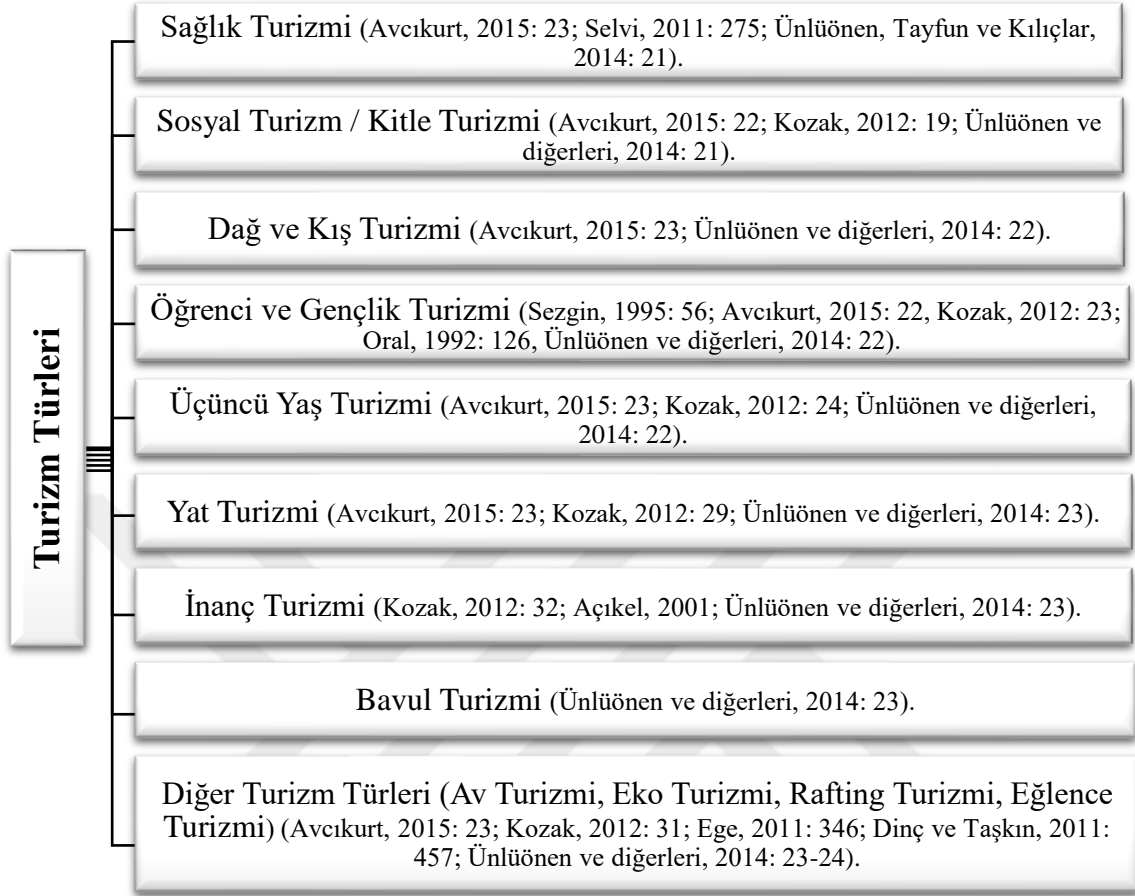 Turizm Türleri
Sağlık Turizmi (Avcıkurt, 2015: 23; Selvi, 2011: 275; Ünlüönen, Tayfun ve Kılıçlar,
2014: 21).
Sosyal Turizm / Kitle Turizmi (Avcıkurt, 2015: 22; Kozak, 2012: 19; Ünlüönen ve
diğerleri, 2014: 21).
Dağ ve Kış Turizmi (Avcıkurt, 2015: 23; Ünlüönen ve diğerleri, 2014: 22).
Öğrenci ve Gençlik Turizmi (Sezgin, 1995: 56; Avcıkurt, 2015: 22, Kozak, 2012: 23;
Oral, 1992: 126, Ünlüönen ve diğerleri, 2014: 22).
Üçüncü Yaş Turizmi (Avcıkurt, 2015: 23; Kozak, 2012: 24; Ünlüönen ve diğerleri,
2014: 22).
Yat Turizmi (Avcıkurt, 2015: 23; Kozak, 2012: 29; Ünlüönen ve diğerleri, 2014: 23).
İnanç Turizmi (Kozak, 2012: 32; Açıkel, 2001; Ünlüönen ve diğerleri, 2014: 23).
Bavul Turizmi (Ünlüönen ve diğerleri, 2014: 23).
Diğer Turizm Türleri (Av Turizmi, Eko Turizmi, Rafting Turizmi, Eğlence
Turizmi) (Avcıkurt, 2015: 23; Kozak, 2012: 31; Ege, 2011: 346; Dinç ve Taşkın, 2011:
457; Ünlüönen ve diğerleri, 2014: 23-24).